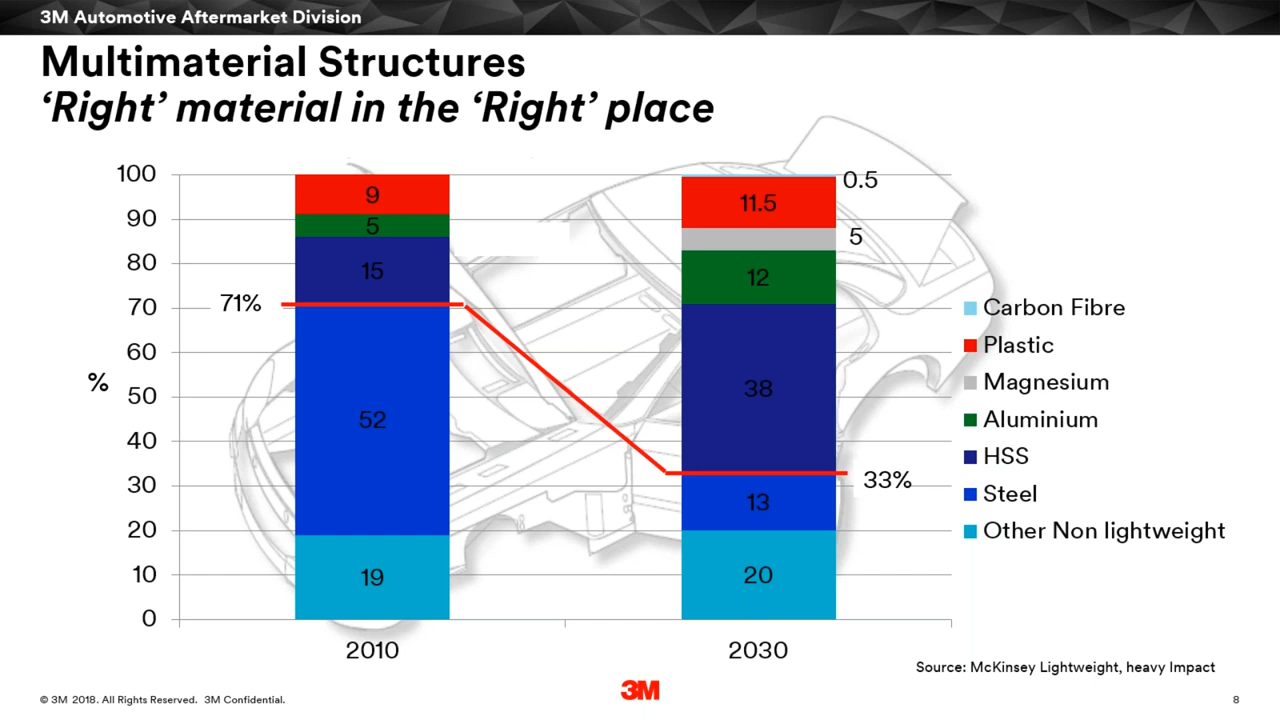 3M Automotive Aftermarket Division
Multimaterial Structures
‘Right’ material in the ‘Right’ place
100
90
80
70
60
50
40
30
20
10
0
%
71%
9
5
15
52
19
0.5
11.5
5
12
38
33%
13
20
2010
2030
Carbon Fibre
Plastic
Magnesium
Aluminium
HSS
Steel
Other Non lightweight
Source: McKinsey Lightweight, heavy Impact
© 3M 2018. All Rights Reserved. 3M Confidential.
3M
8